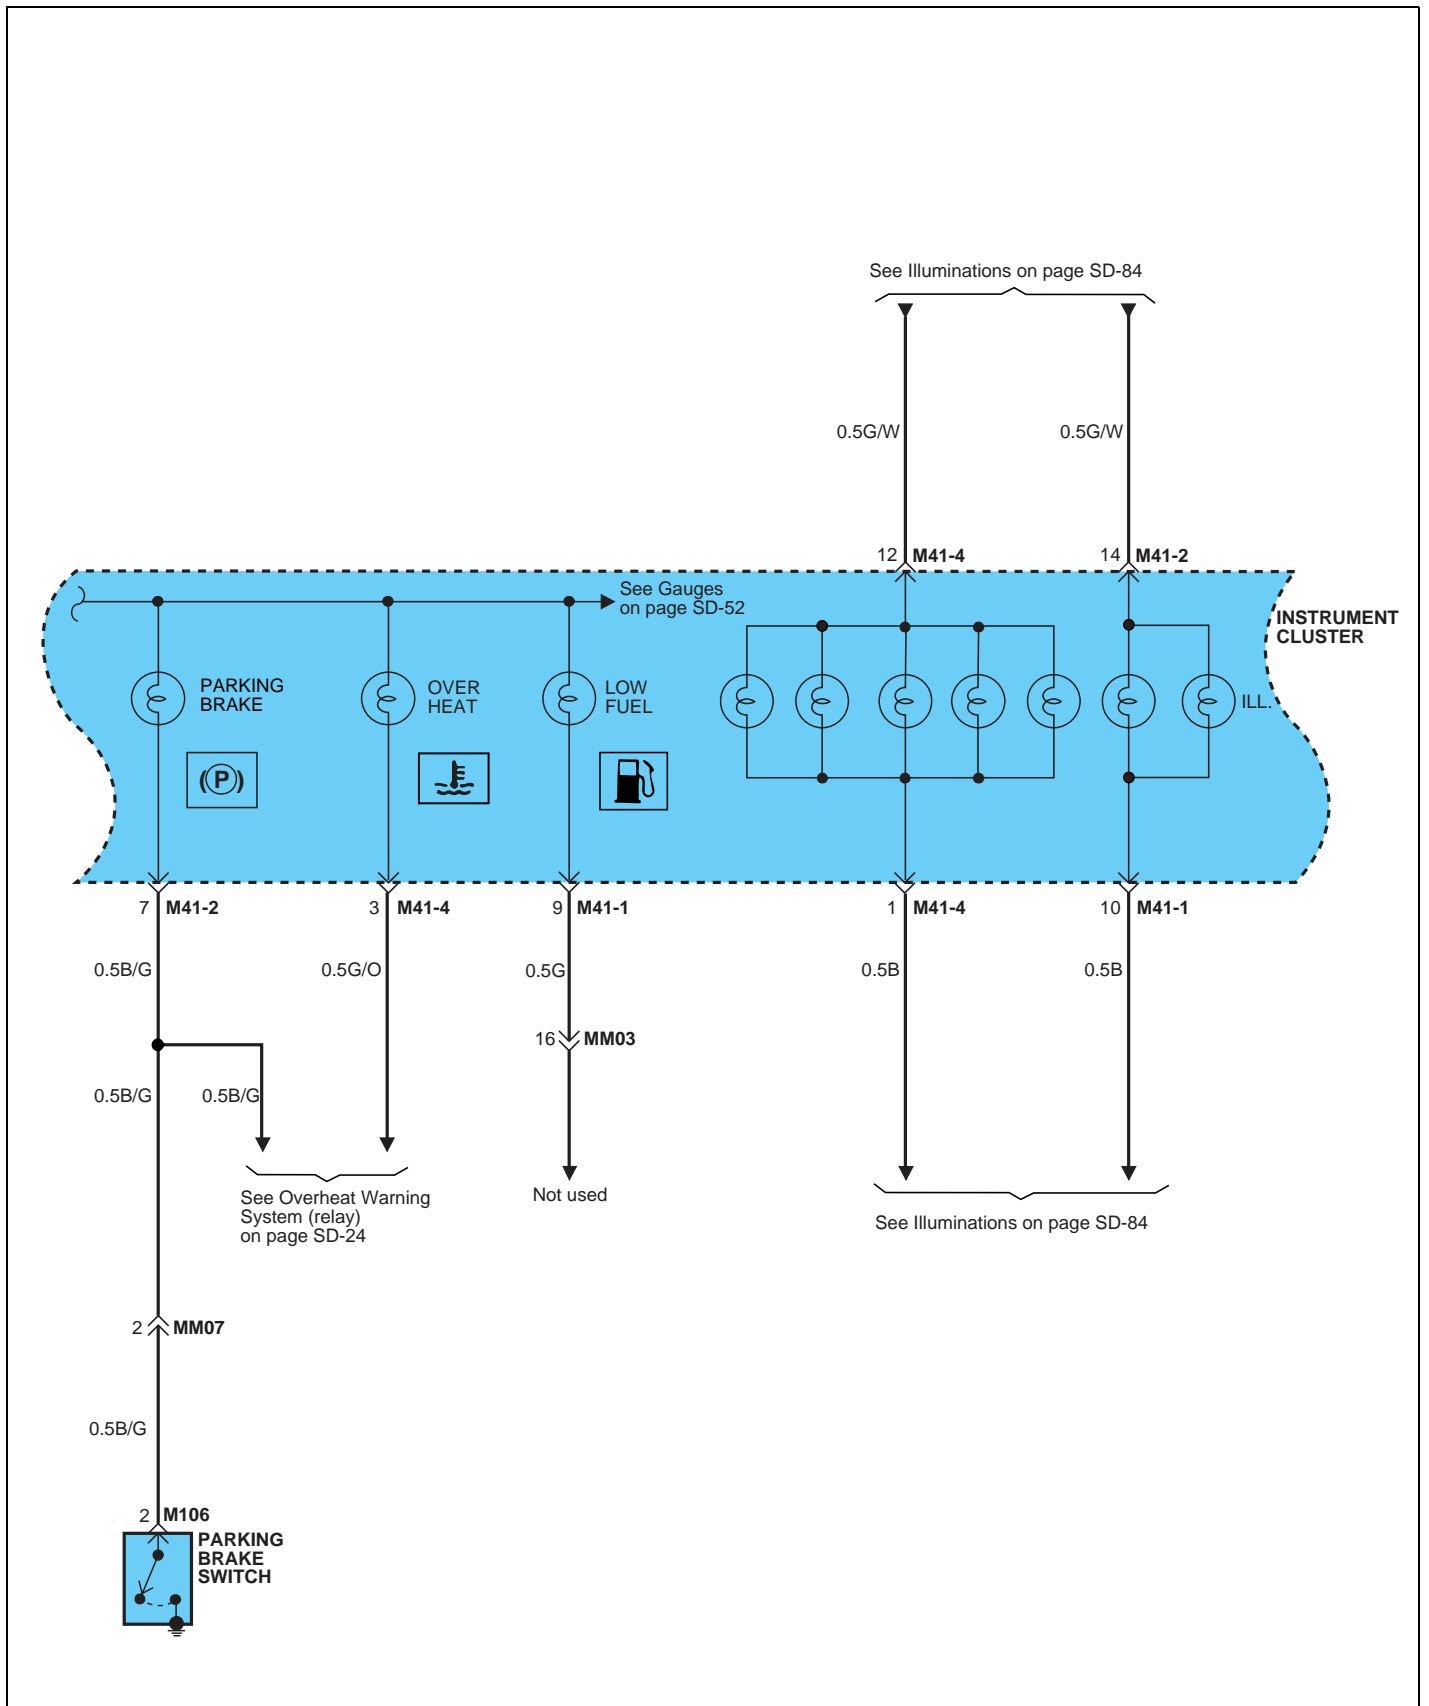 See Illuminations on page SD-84
0.5G/W
0.5G/W
12 M41-4
14 M41-2
See Gauges
on page SD-52
INSTRUMENT
CLUSTER
PARKING
BRAKE
OVER
HEAT
LOW
FUEL
ILL.
(P)
7 M41-2
3 M41-4
9 M41-1
1 M41-4
10 M41-1
0.5B/G
0.5G/O
0.5G
0.5B
0.5B
16 MM03
0.5B/G
0.5B/G
See Overheat Warning
System (relay)
on page SD-24
Not used
See Illuminations on page SD-84
2 MM07
0.5B/G
2 M106
PARKING
BRAKE
SWITCH